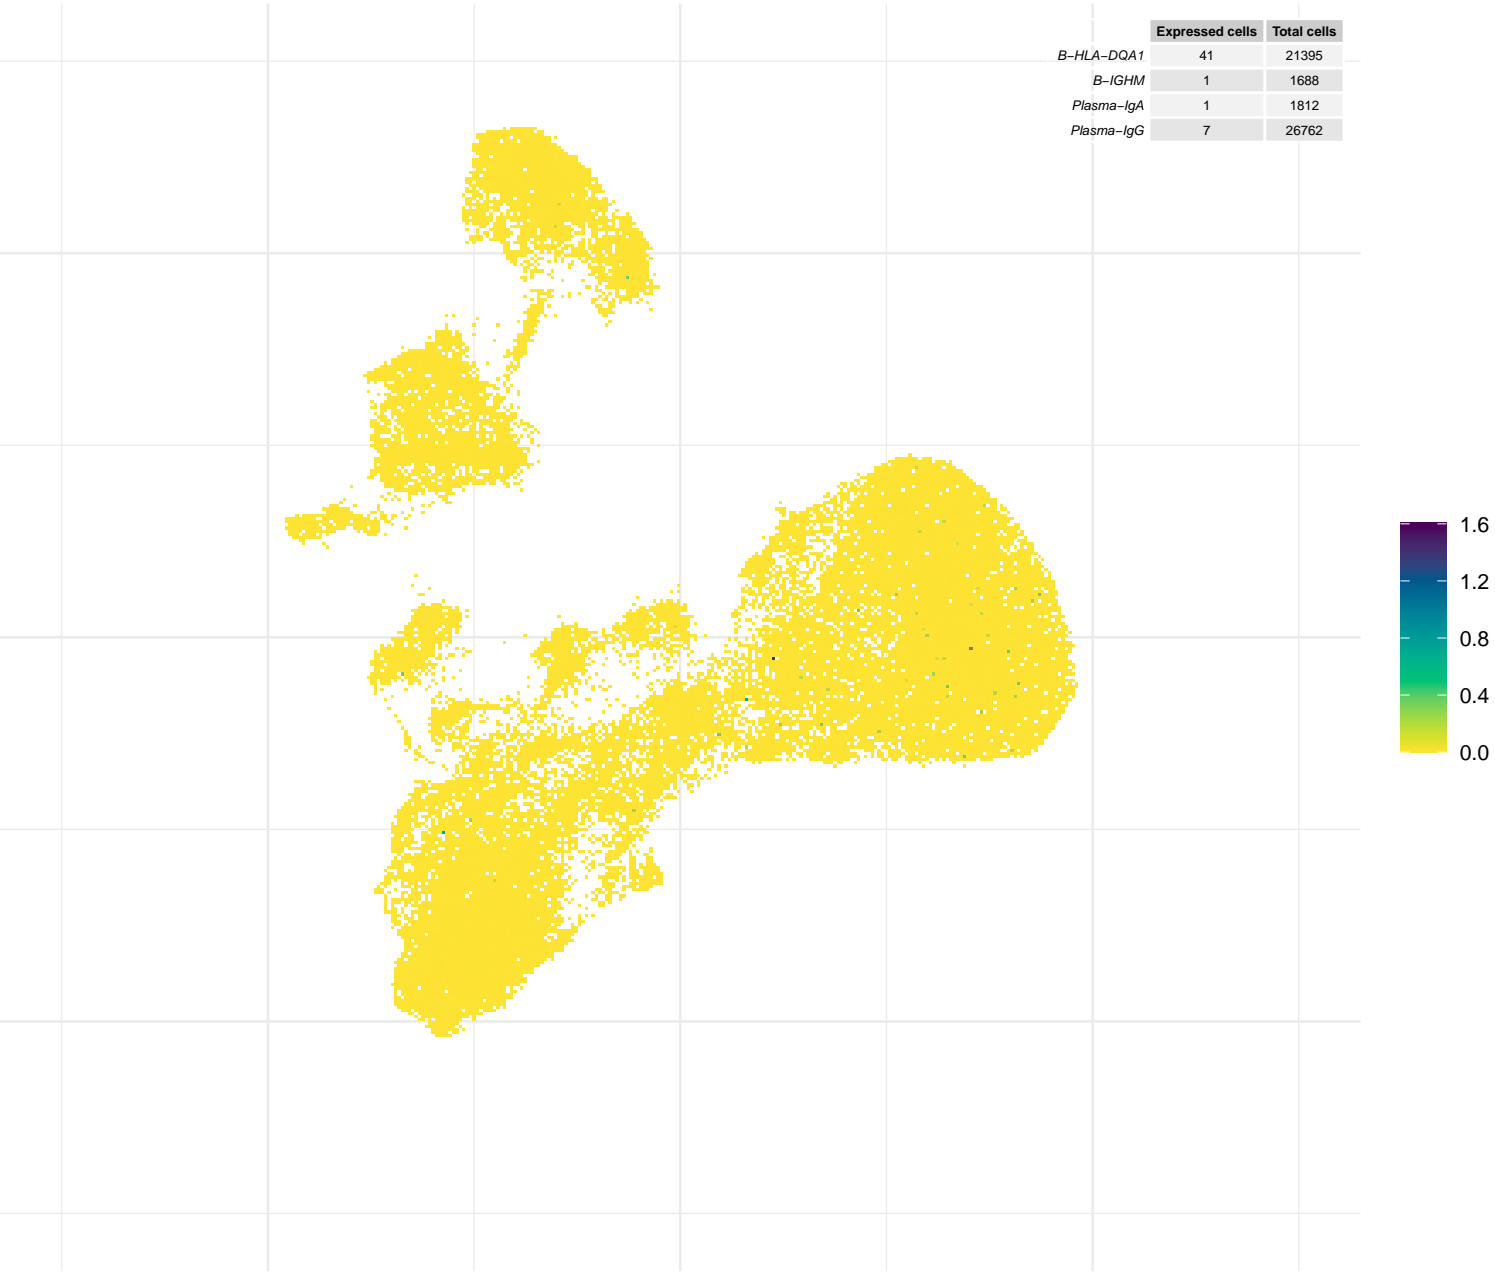 Expressed cells Total cells
B−HLA−DQA1 41 21395
B−IGHM 1 1688
Plasma−IgA 1 1812
Plasma−IgG 7 26762
1.6
1.2
0.8
0.4
0.0